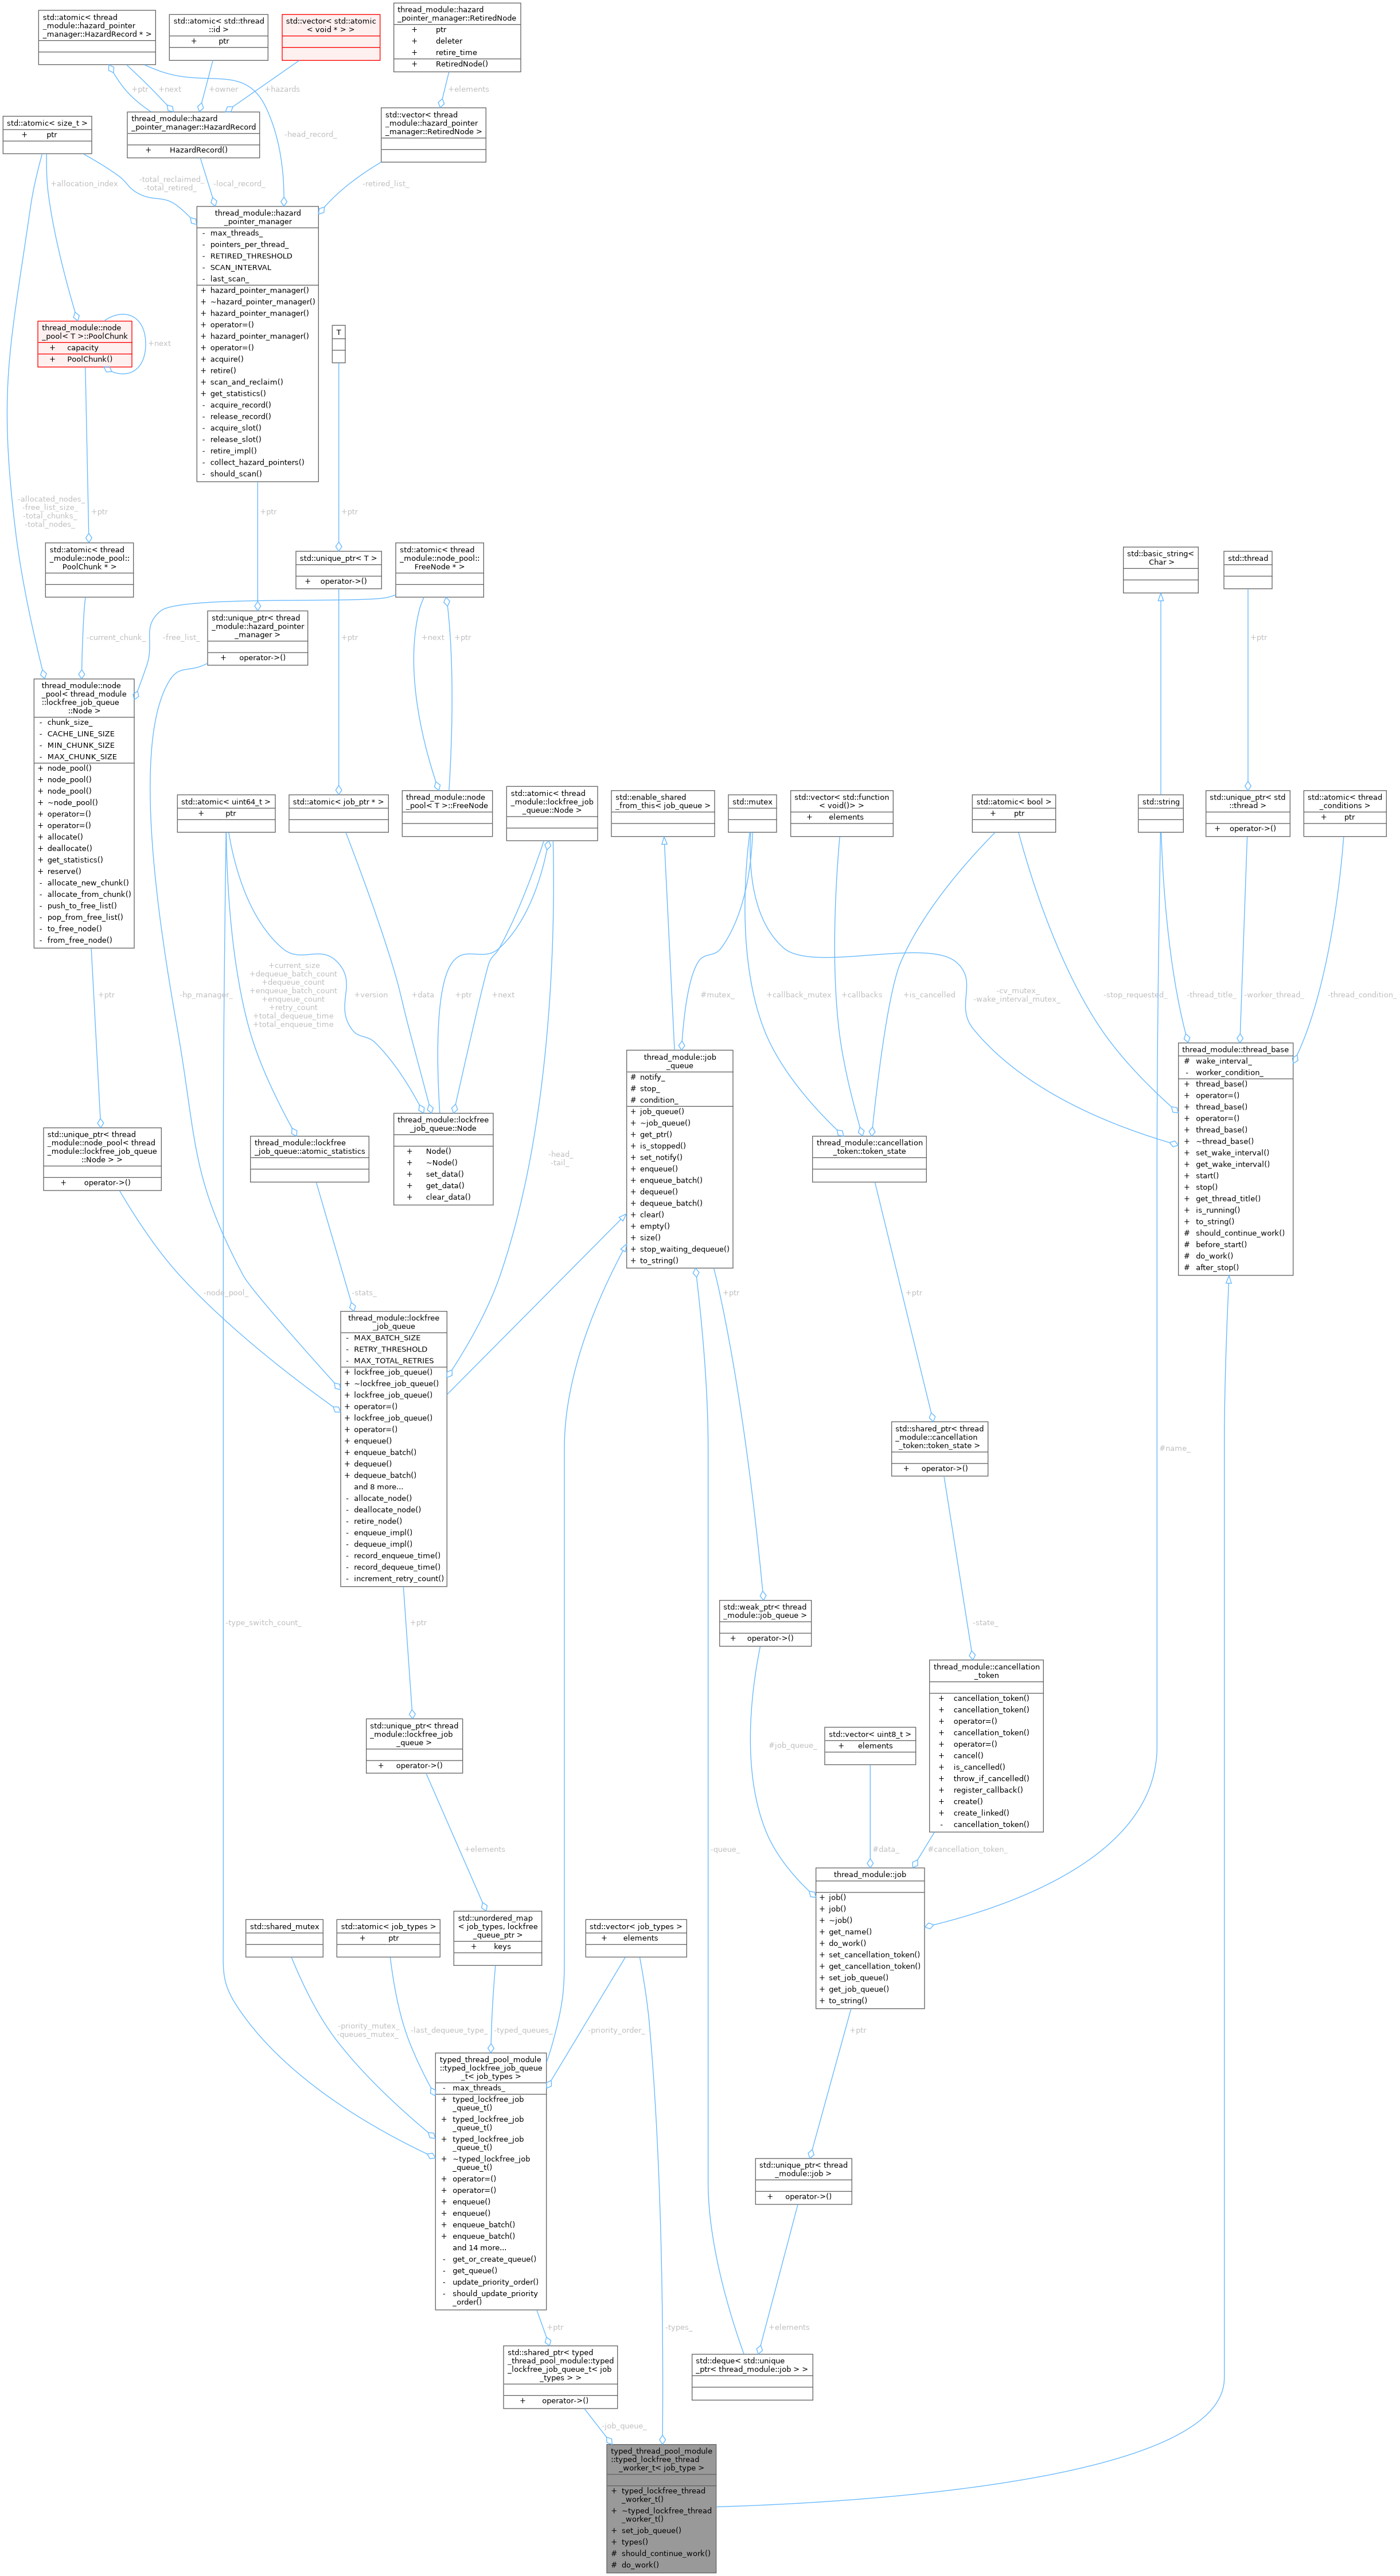 std::atomic< thread
_module::hazard_pointer
_manager::HazardRecord * >
std::atomic< std::thread
::id >
+ ptr
std::vector< std::atomic
< void * > >
thread_module::hazard
_pointer_manager::RetiredNode
+ ptr
+ deleter
+ retire_time
+ RetiredNode()
+ptr
+next
+owner
+hazards
+elements
std::atomic< size_t >
+ ptr
thread_module::hazard
_pointer_manager::HazardRecord
+ HazardRecord()
-head_record_
std::vector< thread
_module::hazard_pointer
_manager::RetiredNode >
+allocation_index
-total_reclaimed_
-total_retired_
-local_record_
-retired_list_
thread_module::hazard
_pointer_manager
- max_threads_
- pointers_per_thread_
- RETIRED_THRESHOLD
- SCAN_INTERVAL
- last_scan_
+ hazard_pointer_manager()
+ ~hazard_pointer_manager()
+ hazard_pointer_manager()
+ operator=()
+ hazard_pointer_manager()
+ operator=()
+ acquire()
+ retire()
+ scan_and_reclaim()
+ get_statistics()
- acquire_record()
- release_record()
- acquire_slot()
- release_slot()
- retire_impl()
- collect_hazard_pointers()
- should_scan()
thread_module::node
_pool< T >::PoolChunk
+ capacity
+ PoolChunk()
+next
T
-allocated_nodes_
-free_list_size_
-total_chunks_
-total_nodes_
+ptr
+ptr
+ptr
std::atomic< thread
_module::node_pool::
PoolChunk * >
std::unique_ptr< T >
+ operator->()
std::atomic< thread
_module::node_pool::
FreeNode * >
std::basic_string<
Char >
std::thread
-current_chunk_
-free_list_
std::unique_ptr< thread
_module::hazard_pointer
_manager >
+ operator->()
+ptr
+next
+ptr
+ptr
thread_module::node
_pool< thread_module
::lockfree_job_queue
::Node >
- chunk_size_
- CACHE_LINE_SIZE
- MIN_CHUNK_SIZE
- MAX_CHUNK_SIZE
+ node_pool()
+ node_pool()
+ node_pool()
+ ~node_pool()
+ operator=()
+ operator=()
+ allocate()
+ deallocate()
+ get_statistics()
+ reserve()
- allocate_new_chunk()
- allocate_from_chunk()
- push_to_free_list()
- pop_from_free_list()
- to_free_node()
- from_free_node()
std::atomic< uint64_t >
+ ptr
std::atomic< job_ptr * >
thread_module::node
_pool< T >::FreeNode
std::atomic< thread
_module::lockfree_job
_queue::Node >
std::enable_shared
_from_this< job_queue >
std::mutex
std::vector< std::function
< void()> >
+ elements
std::atomic< bool >
+ ptr
std::string
std::unique_ptr< std
::thread >
+ operator->()
std::atomic< thread
_conditions >
+ ptr
+ptr
-hp_manager_
+current_size
+dequeue_batch_count
+dequeue_count
+enqueue_batch_count
+enqueue_count
+retry_count
+total_dequeue_time
+total_enqueue_time
+version
+data
+ptr
+next
#mutex_
+callback_mutex
+callbacks
+is_cancelled
-cv_mutex_
-wake_interval_mutex_
-stop_requested_
-thread_title_
-worker_thread_
-thread_condition_
thread_module::job
_queue
# notify_
# stop_
# condition_
+ job_queue()
+ ~job_queue()
+ get_ptr()
+ is_stopped()
+ set_notify()
+ enqueue()
+ enqueue_batch()
+ dequeue()
+ dequeue_batch()
+ clear()
+ empty()
+ size()
+ stop_waiting_dequeue()
+ to_string()
thread_module::thread_base
# wake_interval_
- worker_condition_
+ thread_base()
+ operator=()
+ thread_base()
+ operator=()
+ thread_base()
+ ~thread_base()
+ set_wake_interval()
+ get_wake_interval()
+ start()
+ stop()
+ get_thread_title()
+ is_running()
+ to_string()
# should_continue_work()
# before_start()
# do_work()
# after_stop()
std::unique_ptr< thread
_module::node_pool< thread
_module::lockfree_job_queue
::Node > >
+ operator->()
thread_module::lockfree
_job_queue::atomic_statistics
thread_module::lockfree
_job_queue::Node
+ Node()
+ ~Node()
+ set_data()
+ get_data()
+ clear_data()
-head_
-tail_
thread_module::cancellation
_token::token_state
-node_pool_
-stats_
+ptr
+ptr
thread_module::lockfree
_job_queue
- MAX_BATCH_SIZE
- RETRY_THRESHOLD
- MAX_TOTAL_RETRIES
+ lockfree_job_queue()
+ ~lockfree_job_queue()
+ lockfree_job_queue()
+ operator=()
+ lockfree_job_queue()
+ operator=()
+ enqueue()
+ enqueue_batch()
+ dequeue()
+ dequeue_batch()
and 8 more...
- allocate_node()
- deallocate_node()
- retire_node()
- enqueue_impl()
- dequeue_impl()
- record_enqueue_time()
- record_dequeue_time()
- increment_retry_count()
std::shared_ptr< thread
_module::cancellation
_token::token_state >
+ operator->()
#name_
-type_switch_count_
+ptr
std::weak_ptr< thread
_module::job_queue >
+ operator->()
-state_
thread_module::cancellation
_token
+ cancellation_token()
+ cancellation_token()
+ operator=()
+ cancellation_token()
+ operator=()
+ cancel()
+ is_cancelled()
+ throw_if_cancelled()
+ register_callback()
+ create()
+ create_linked()
- cancellation_token()
std::unique_ptr< thread
_module::lockfree_job
_queue >
+ operator->()
#job_queue_
std::vector< uint8_t >
+ elements
+elements
-queue_
#data_
#cancellation_token_
thread_module::job
+ job()
+ job()
+ ~job()
+ get_name()
+ do_work()
+ set_cancellation_token()
+ get_cancellation_token()
+ set_job_queue()
+ get_job_queue()
+ to_string()
std::shared_mutex
std::atomic< job_types >
+ ptr
std::unordered_map
< job_types, lockfree
_queue_ptr >
+ keys
std::vector< job_types >
+ elements
-priority_mutex_
-queues_mutex_
-last_dequeue_type_
-typed_queues_
-priority_order_
+ptr
typed_thread_pool_module
::typed_lockfree_job_queue
_t< job_types >
- max_threads_
+ typed_lockfree_job
_queue_t()
+ typed_lockfree_job
_queue_t()
+ typed_lockfree_job
_queue_t()
+ ~typed_lockfree_job
_queue_t()
+ operator=()
+ operator=()
+ enqueue()
+ enqueue()
+ enqueue_batch()
+ enqueue_batch()
and 14 more...
- get_or_create_queue()
- get_queue()
- update_priority_order()
- should_update_priority
_order()
std::unique_ptr< thread
_module::job >
+ operator->()
+ptr
-types_
+elements
std::shared_ptr< typed
_thread_pool_module::typed
_lockfree_job_queue_t< job
_types > >
+ operator->()
std::deque< std::unique
_ptr< thread_module::job > >
-job_queue_
typed_thread_pool_module
::typed_lockfree_thread
_worker_t< job_type >
+ typed_lockfree_thread
_worker_t()
+ ~typed_lockfree_thread
_worker_t()
+ set_job_queue()
+ types()
# should_continue_work()
# do_work()